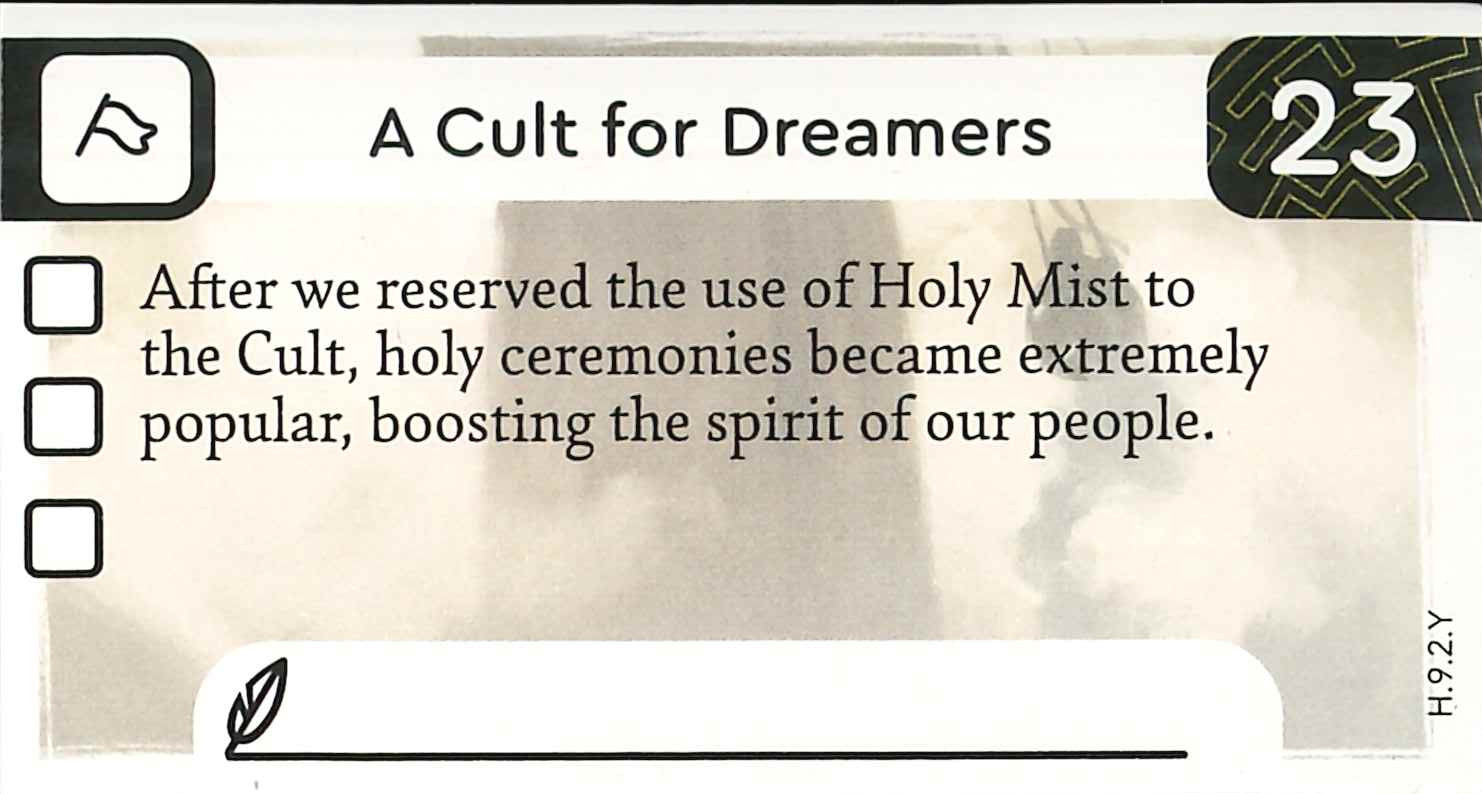 A Cult for Dreamers
23
After we reserved the use of Holy Mist to
the Cult, holy ceremonies became extremely
popular, boosting the spirit of our people.
H.9.2.Y